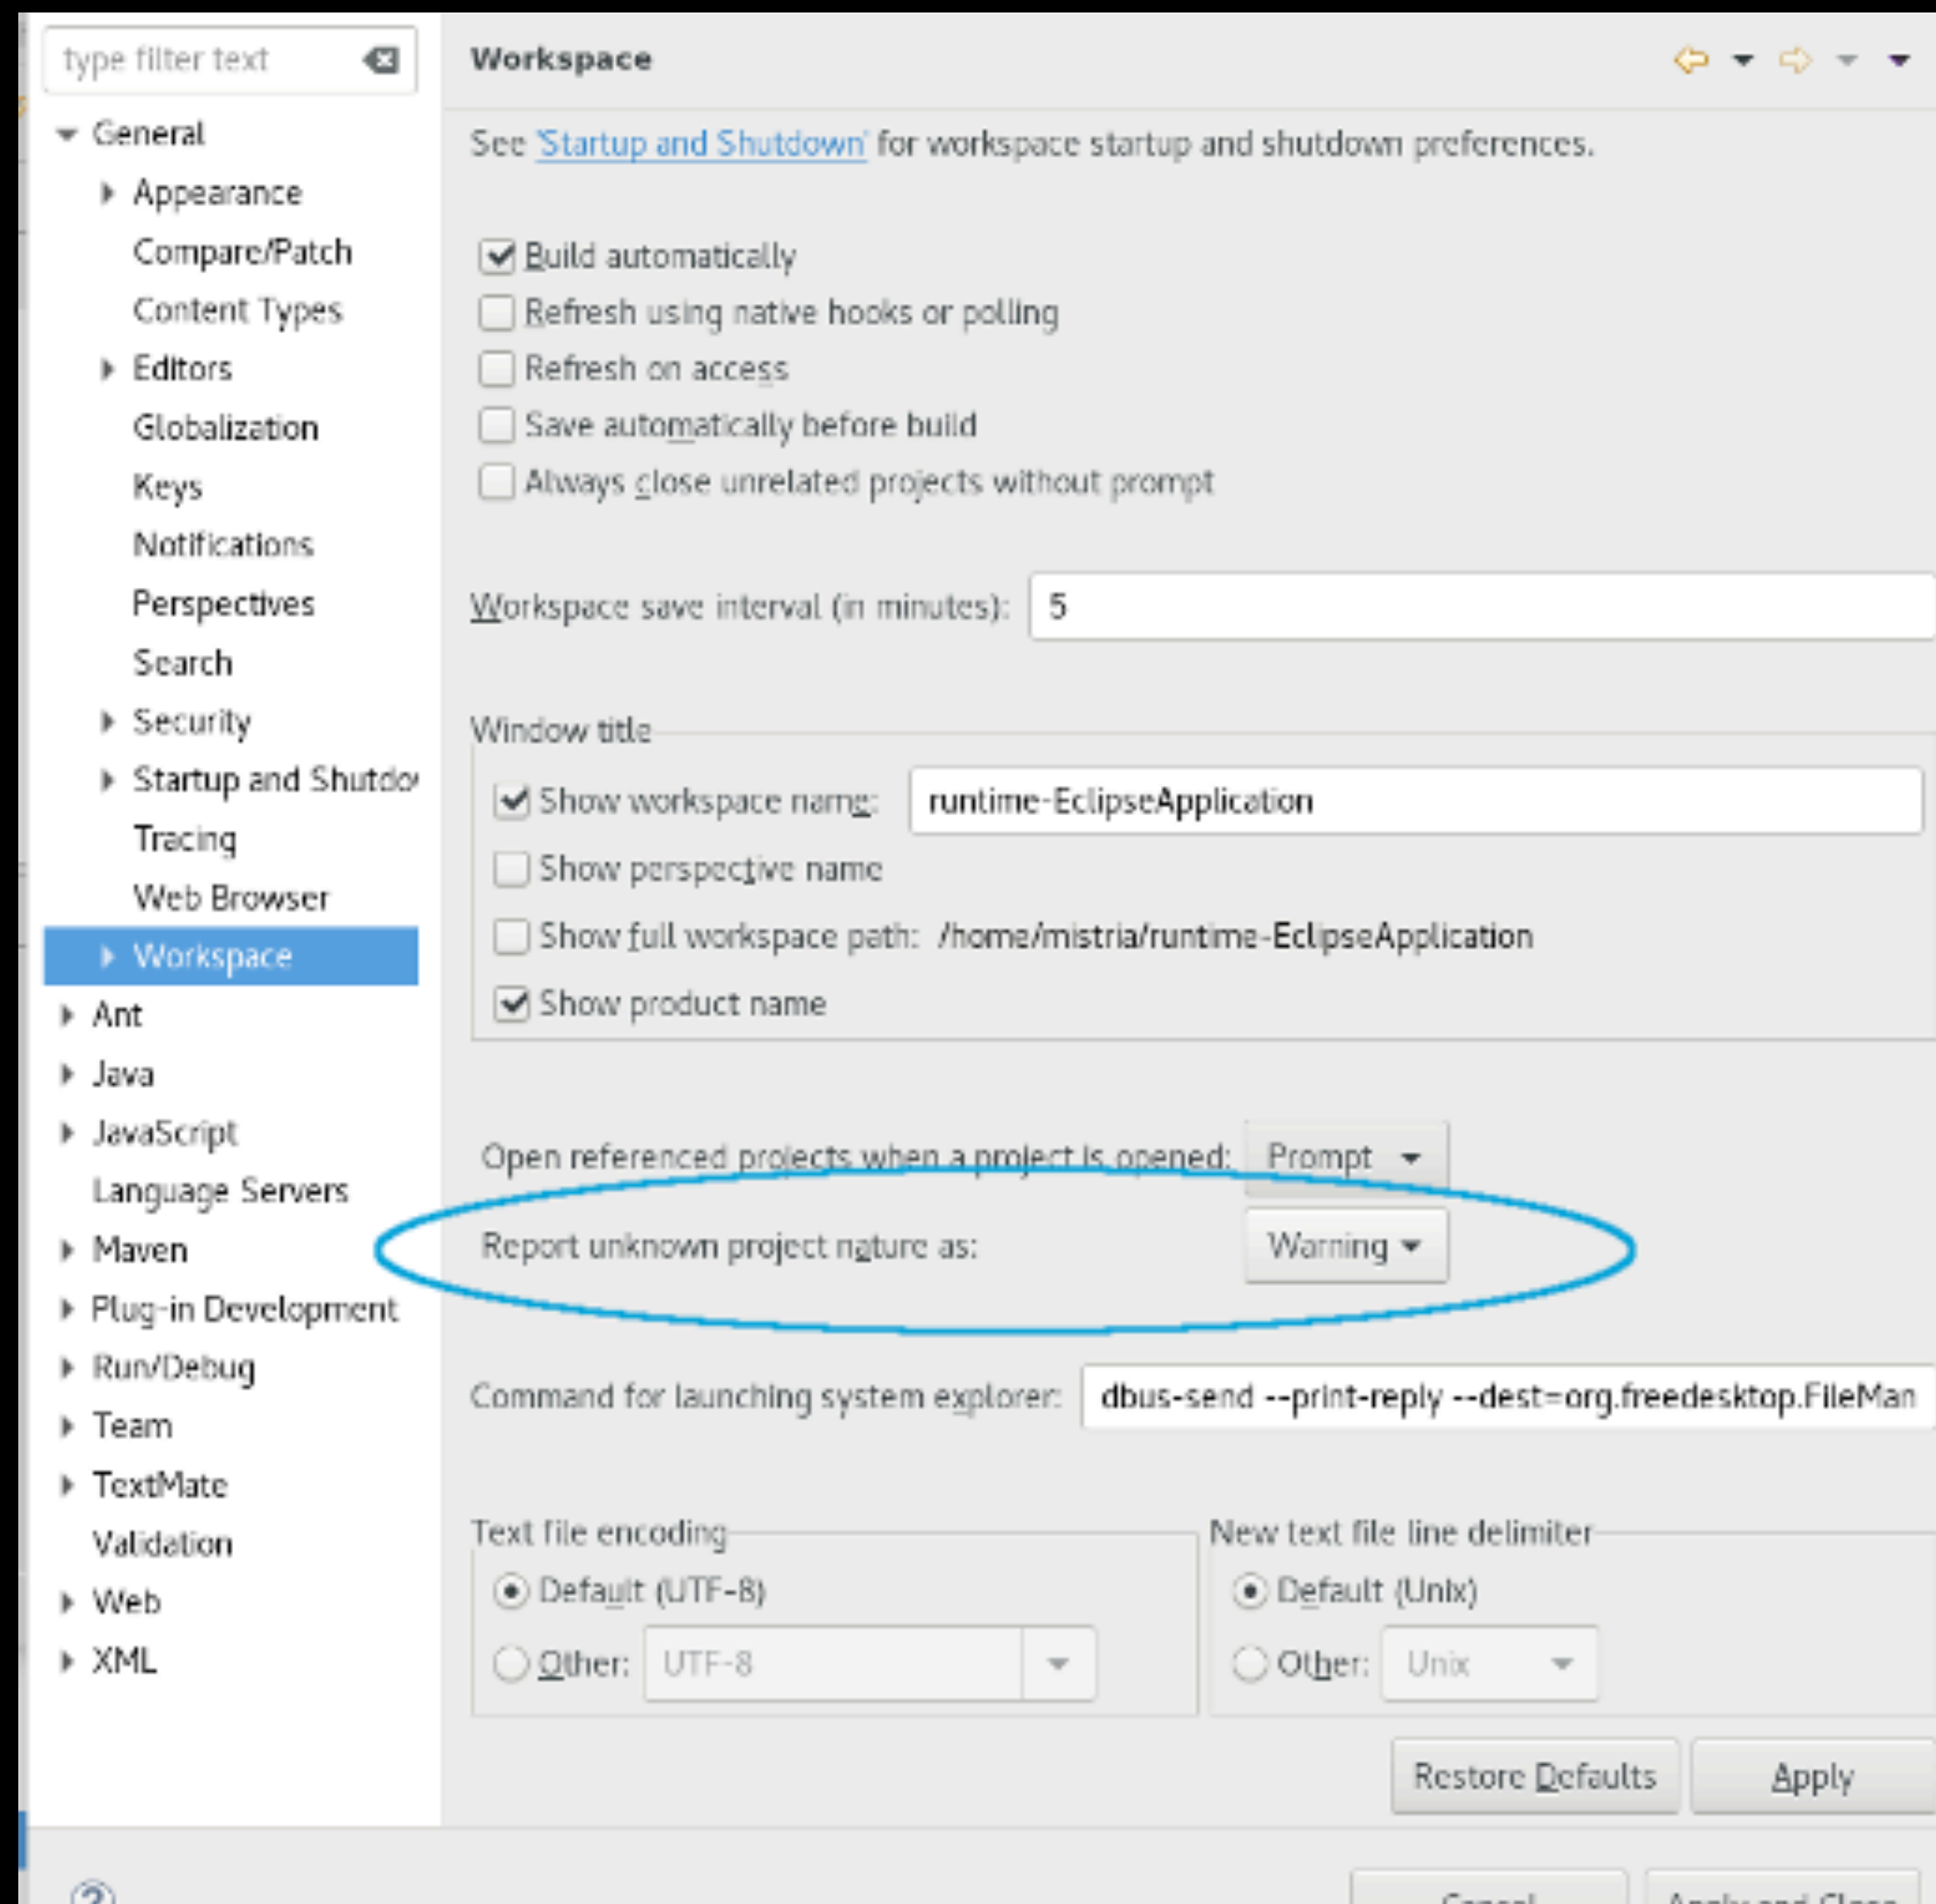 type filter text
General
Appearance
Compare/Patch
Content Types
Editors
Globalization
Keys
Notifications
Perspectives
Search
Security
Startup and Shutdo
Tracing
Web Browser
Workspace
Ant
Java
JavaScript
Language Servers
Maven
Plug-in Development
Run/Debug
Team
TextMate
Validation
Web
XML
Workspace
See 'Startup and Shutdown' for workspace startup and shutdown preferences.
Build automatically
Refresh using native hooks or polling
Refresh on access
Save automatically before build
Always close unrelated projects without prompt
Workspace save interval (in minutes): 5
Window title
Show workspace name: runtime-EclipseApplication
Show perspective name
Show full workspace path: /home/mistria/runtime-EclipseApplication
Show product name
Open referenced projects when a project is opened: Prompt
Report unknown project nature as: Warning
Command for launching system explorer: dbus-send --print-reply --dest=org.freedesktop.FileMan
Text file encoding
Default (UTF-8)
Other: UTF-8
New text file line delimiter
Default (Unix)
Other: Unix
Restore Defaults Apply